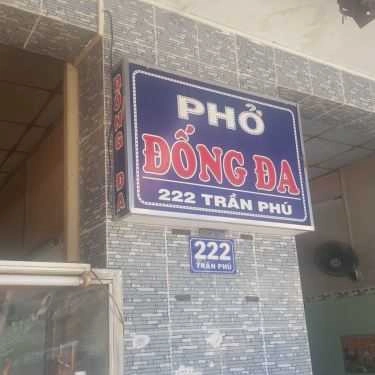 PHỞ
ĐỐNG ĐA
222 TRẦN PHÚ
ĐỐNG ĐA
222
TRẦN PHÚ